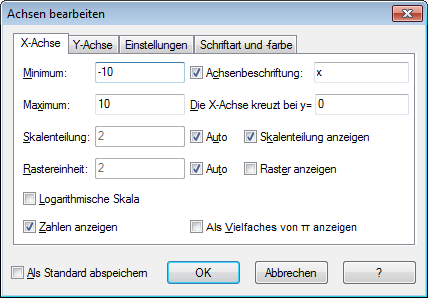 Achsen bearbeiten
X-Achse Y-Achse Einstellungen Schriftart und -farbe
Minimum: -10 Achsenbeschriftung: x
Maximum: 10 Die X-Achse kreuzt bei y= 0
Skalenteilung: 2 Auto Skalenteilung anzeigen
Rastereinheit: 2 Auto Raster anzeigen
Logarithmische Skala
Zahlen anzeigen Als Vielfaches von π anzeigen
Als Standard abspeichern OK Abbrechen ?